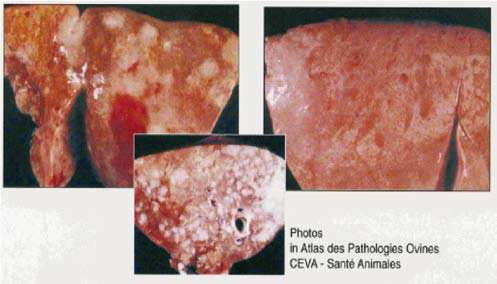 Photos
in Atlas des Pathologies Ovines
CEVA - Santé Animales